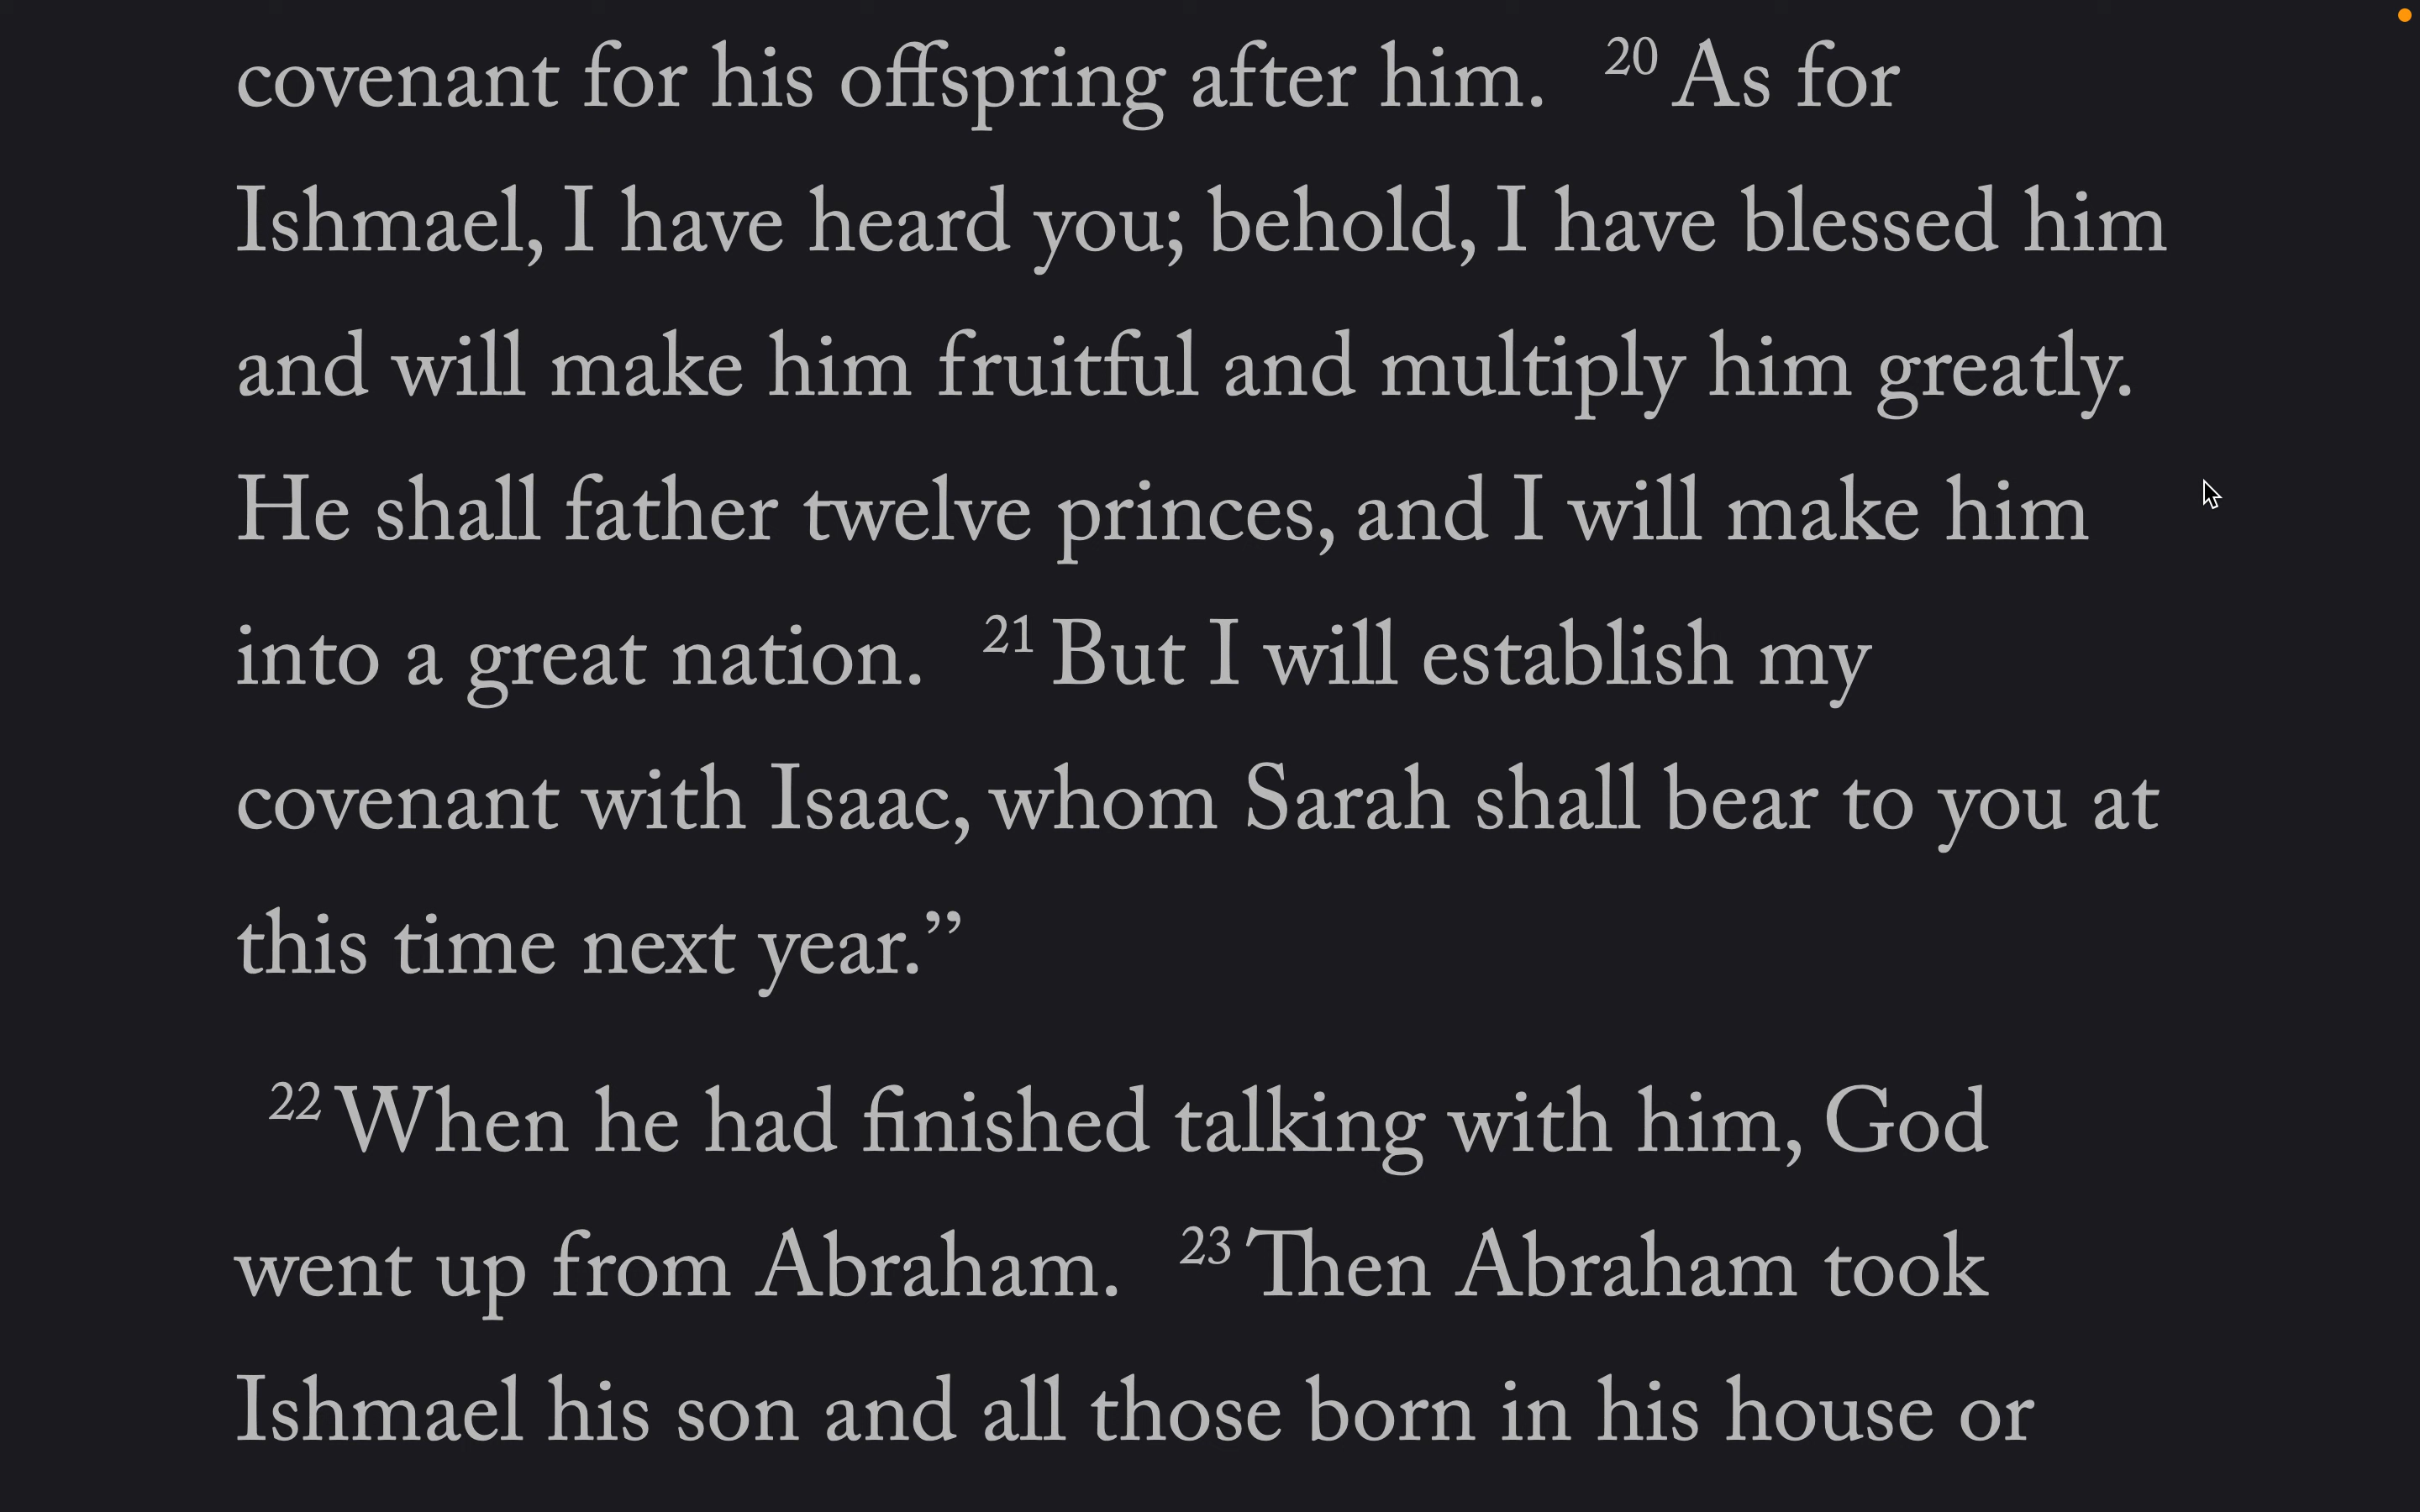 covenant for his offspring after him. 20 As for
Ishmael, I have heard you; behold, I have blessed him
and will make him fruitful and multiply him greatly.
He shall father twelve princes, and I will make him
into a great nation. 21 But I will establish my
covenant with Isaac, whom Sarah shall bear to you at
this time next year.”
22 When he had finished talking with him, God
went up from Abraham. 23 Then Abraham took
Ishmael his son and all those born in his house or